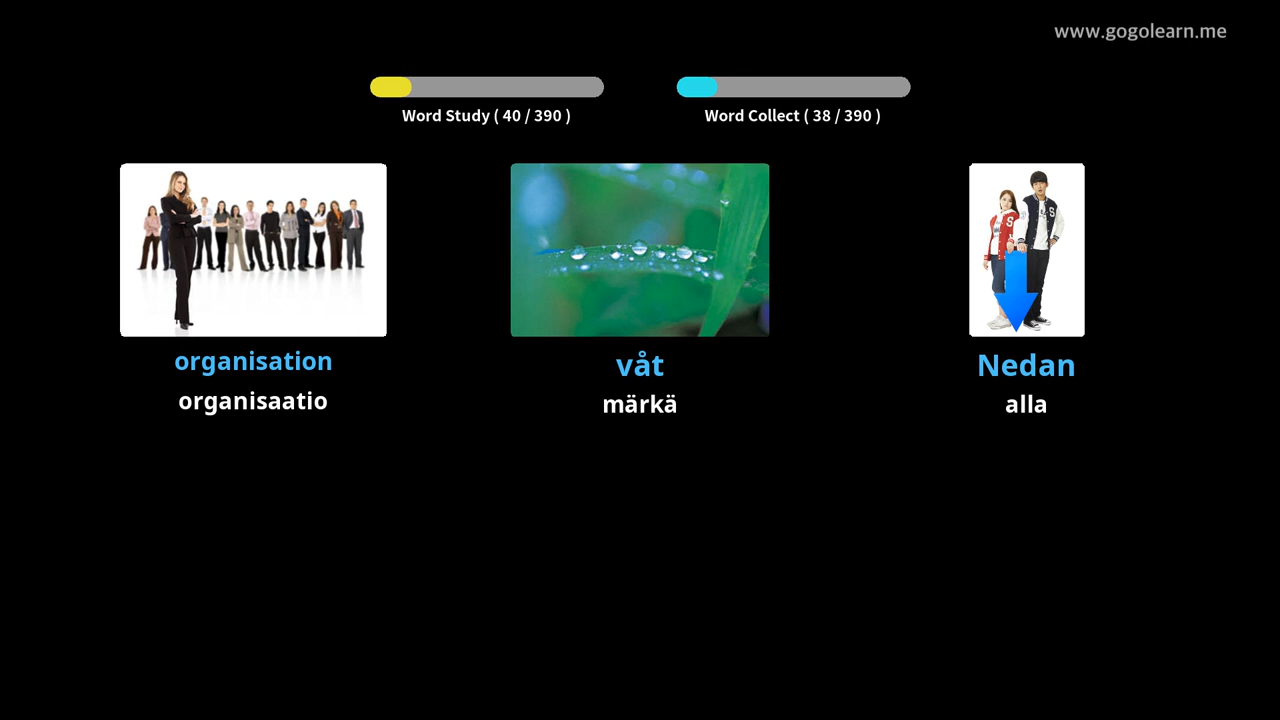 www.gogolearn.me
Word Study ( 40 / 390 )
Word Collect ( 38 / 390 )
organisation
organisaatio
våt
märkä
Nedan
alla